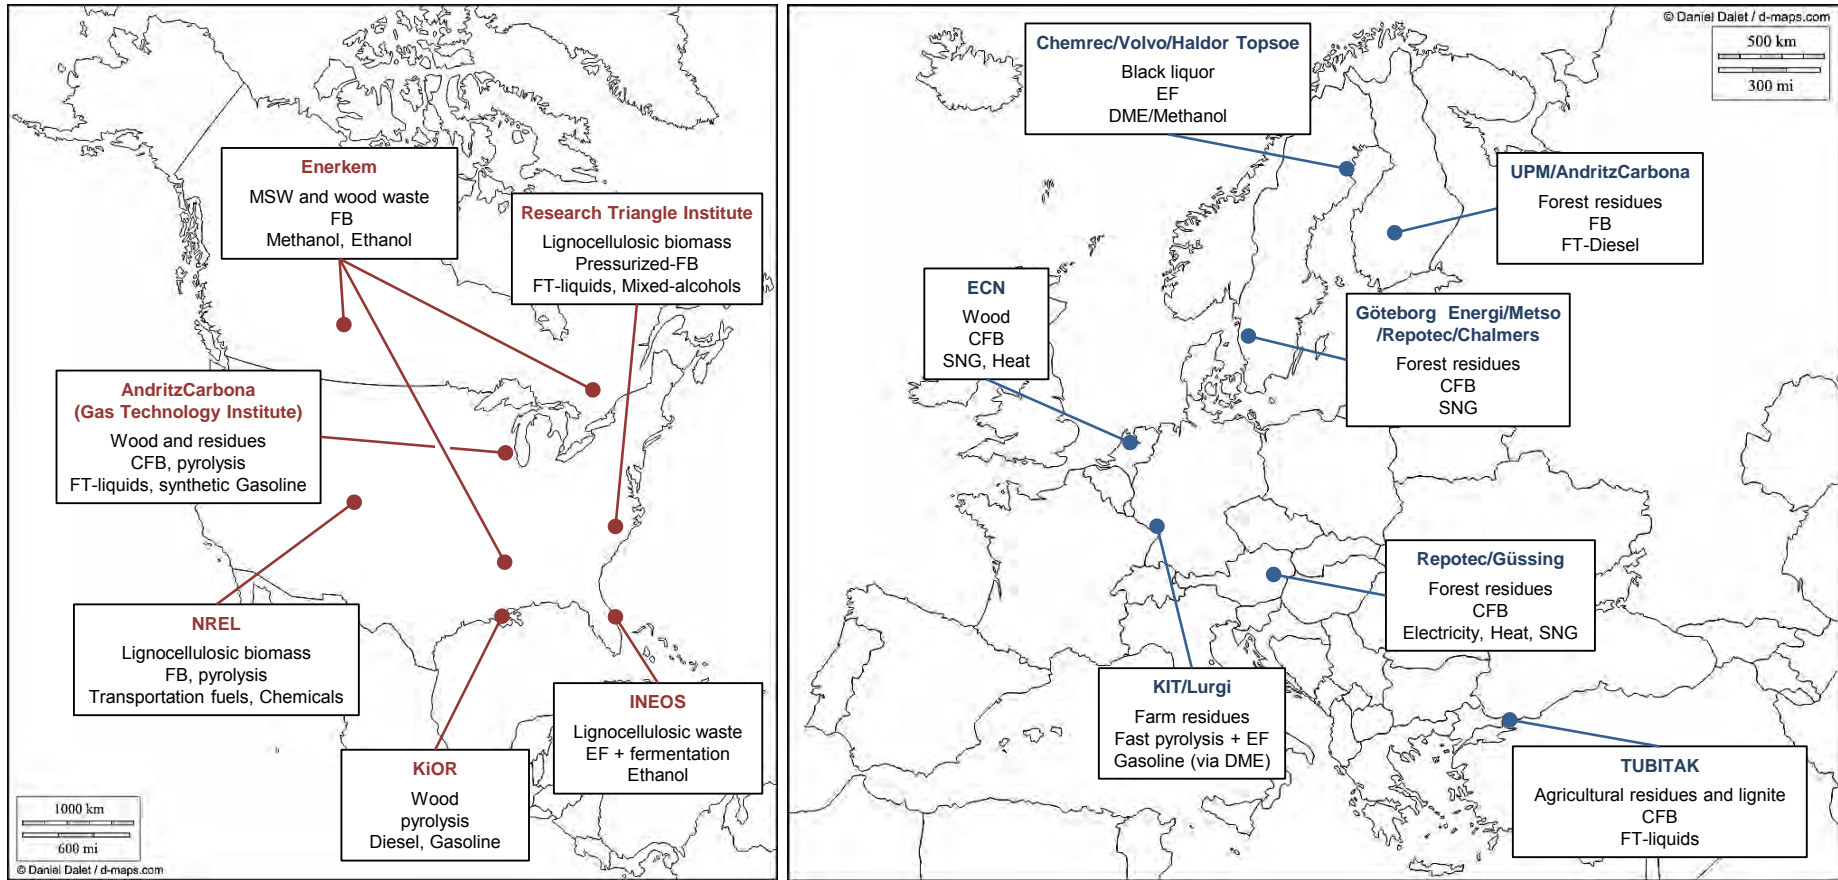 Enerkem
MSW and wood waste
FB
Methanol, Ethanol
Research Triangle Institute
Lignocellulosic biomass
Pressurized-FB
FT-liquids, Mixed-alcohols
AndritzCarbona
(Gas Technology Institute)
Wood and residues
CFB, pyrolysis
FT-liquids, synthetic Gasoline
NREL
Lignocellulosic biomass
FB, pyrolysis
Transportation fuels, Chemicals
INEOS
Lignocellulosic waste
EF + fermentation
Ethanol
KiOR
Wood
pyrolysis
Diesel, Gasoline
1000 km
600 mi
© Daniel Dalet / d-maps.com
© Daniel Dalet / d-maps.com
500 km
300 mi
Chemrec/Volvo/Haldor Topsoe
Black liquor
EF
DME/Methanol
UPM/AndritzCarbona
Forest residues
FB
FT-Diesel
ECN
Wood
CFB
SNG, Heat
Göteborg Energi/Metso
/Repotec/Chalmers
Forest residues
CFB
SNG
Repotec/Güssing
Forest residues
CFB
Electricity, Heat, SNG
KIT/Lurgi
Farm residues
Fast pyrolysis + EF
Gasoline (via DME)
TUBITAK
Agricultural residues and lignite
CFB
FT-liquids